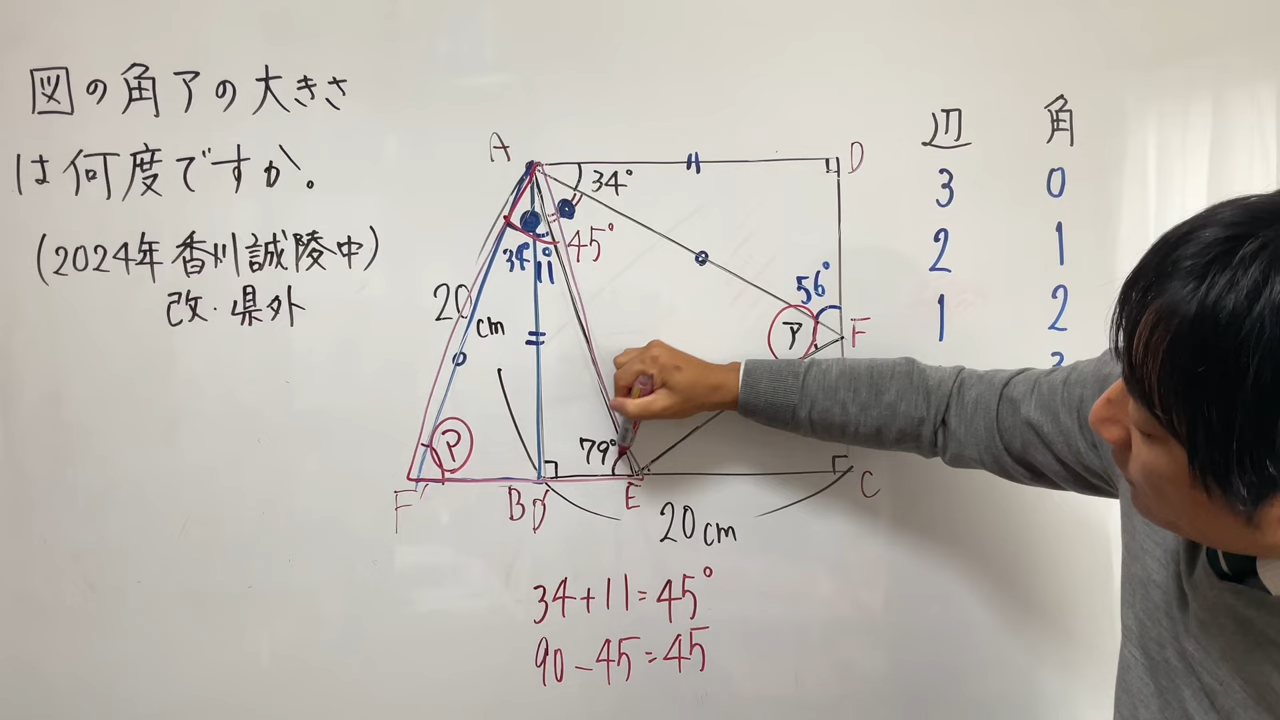 図の角アの大きさ
は何度ですか。
(2024年香川誠陵中)
改・県外
A
D
34°
45°
34°
11
20
cm
56°
ア
F
79°
ア
F'
B
D'
E
C
20cm
34+11=45°
90-45=45
辺 角
3 0
2 1
1 2